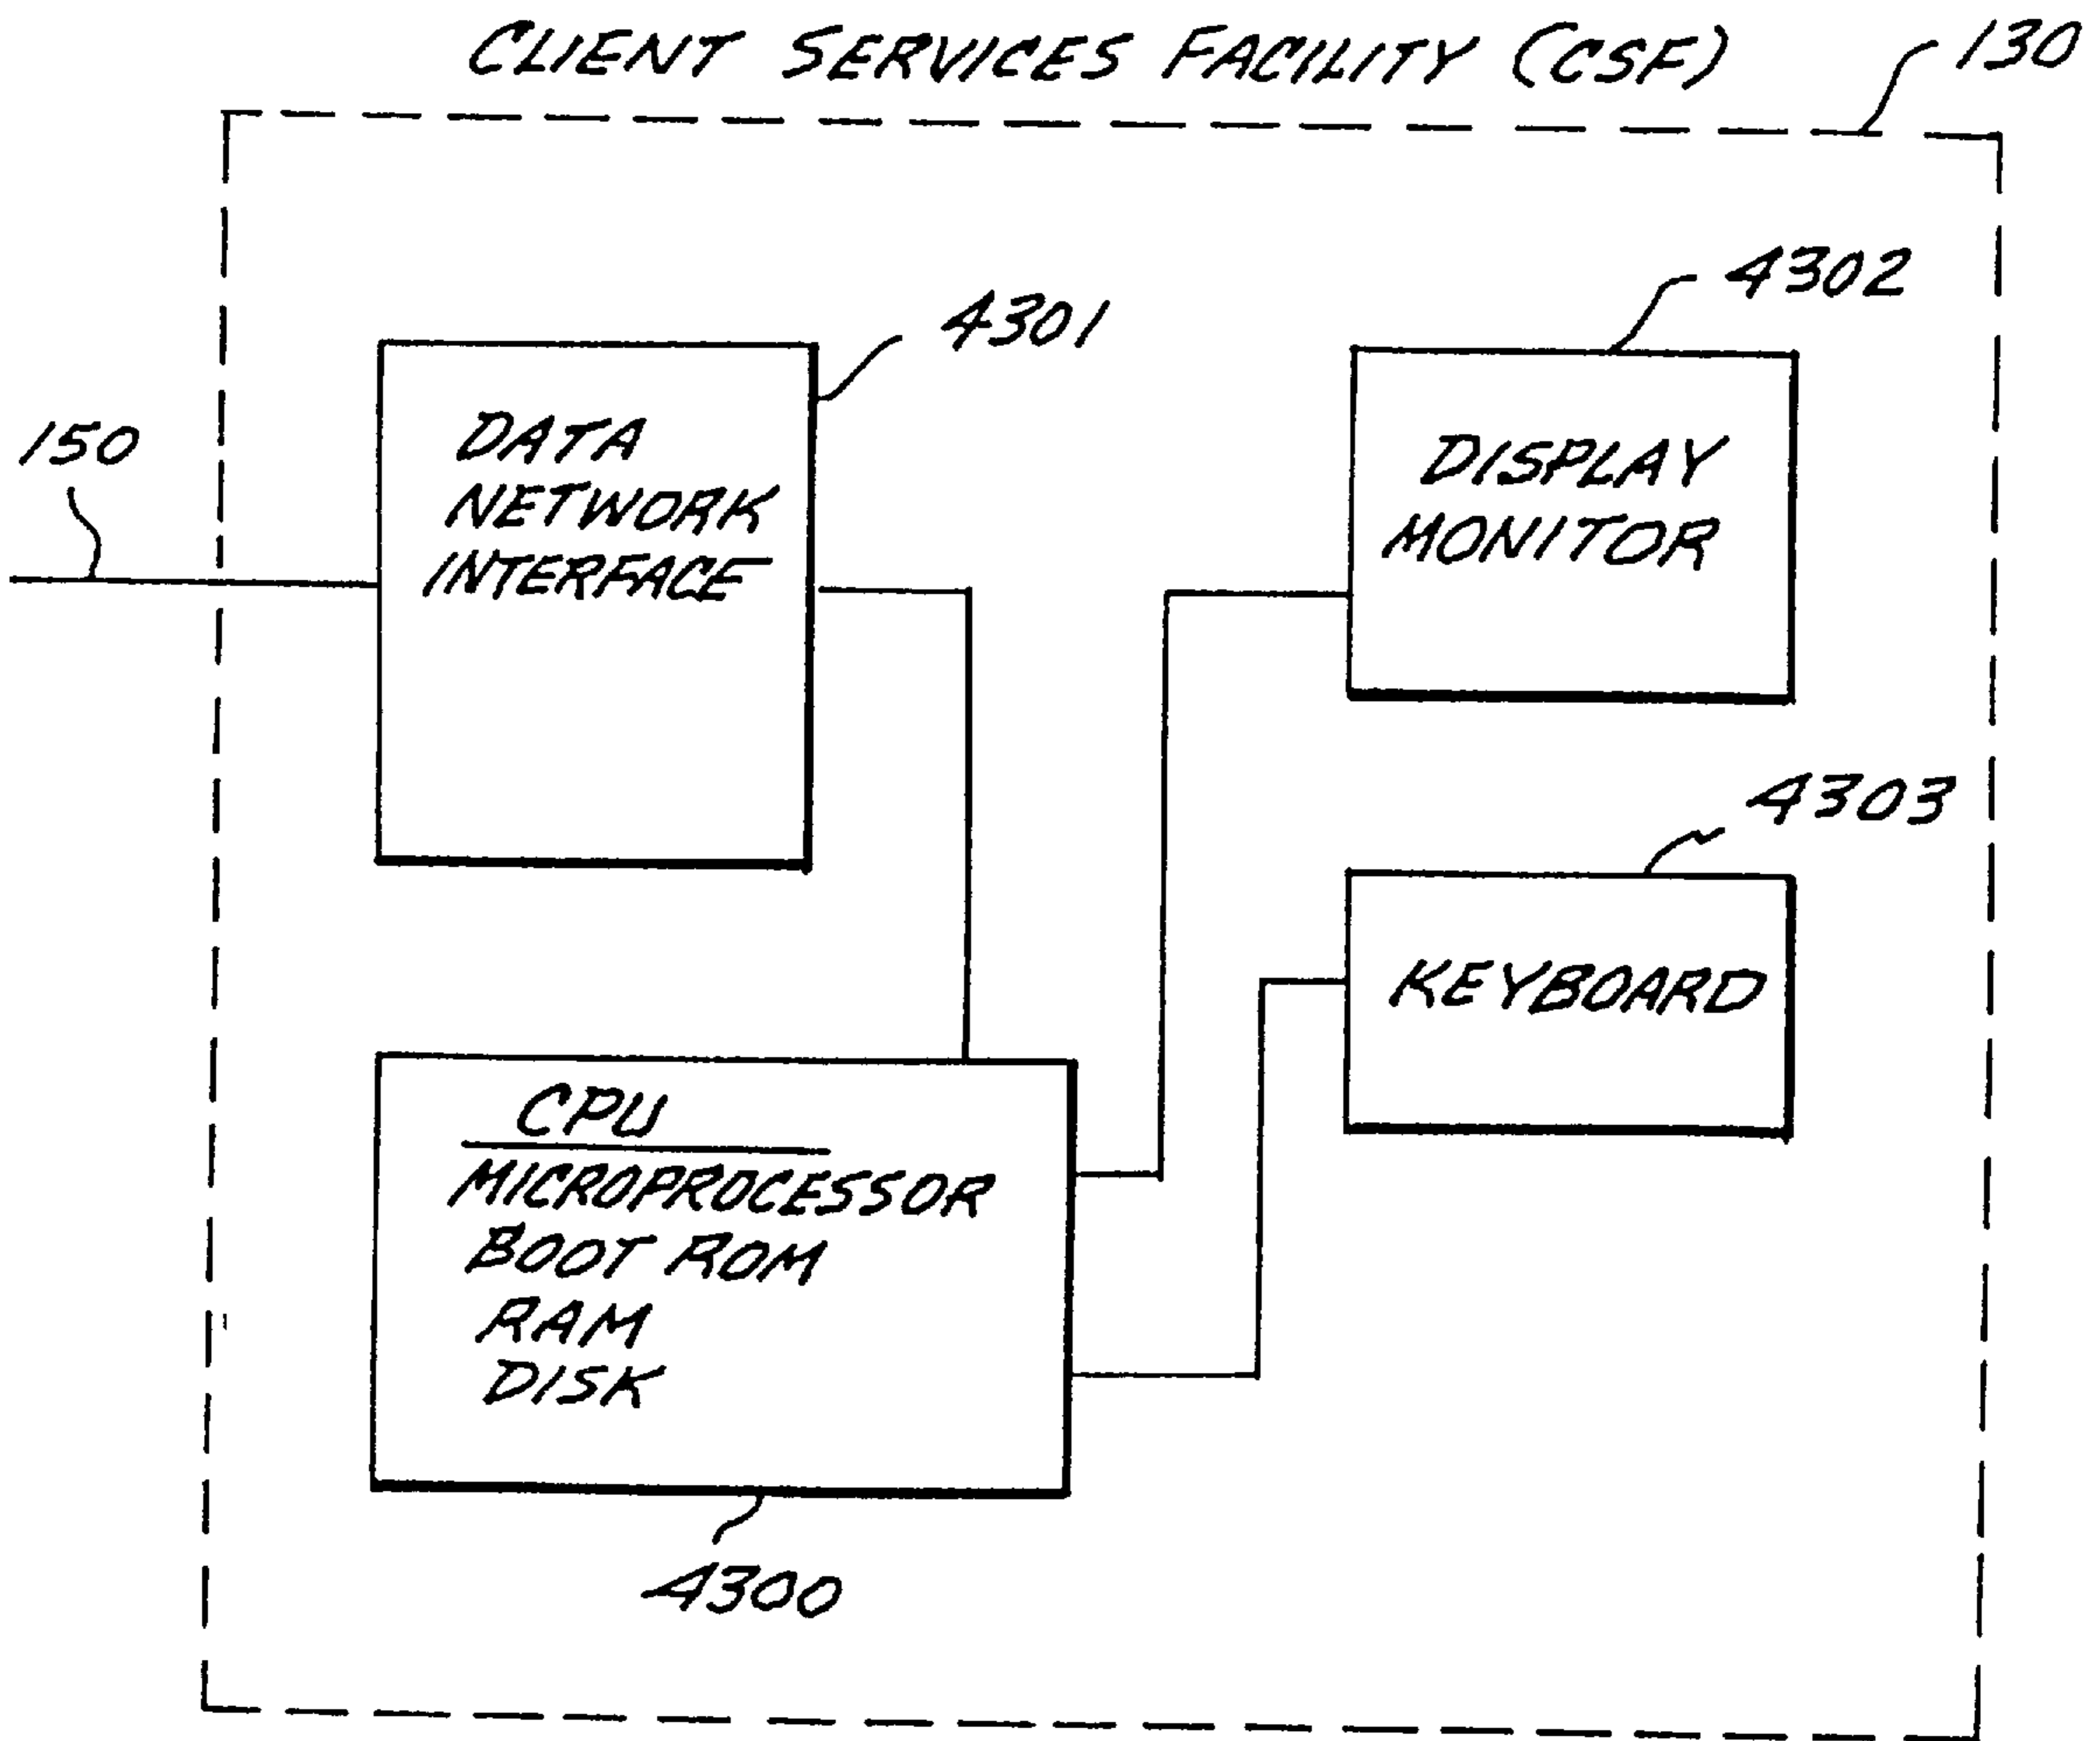 CLIENT SERVICES FACILITY (CSF)
130
4301
4302
150
DATA
NETWORK
INTERFACE
DISPLAY
MONITOR
4303
KEYBOARD
CPU
MICROPROCESSOR
BOOT ROM
RAM
DISK
4300